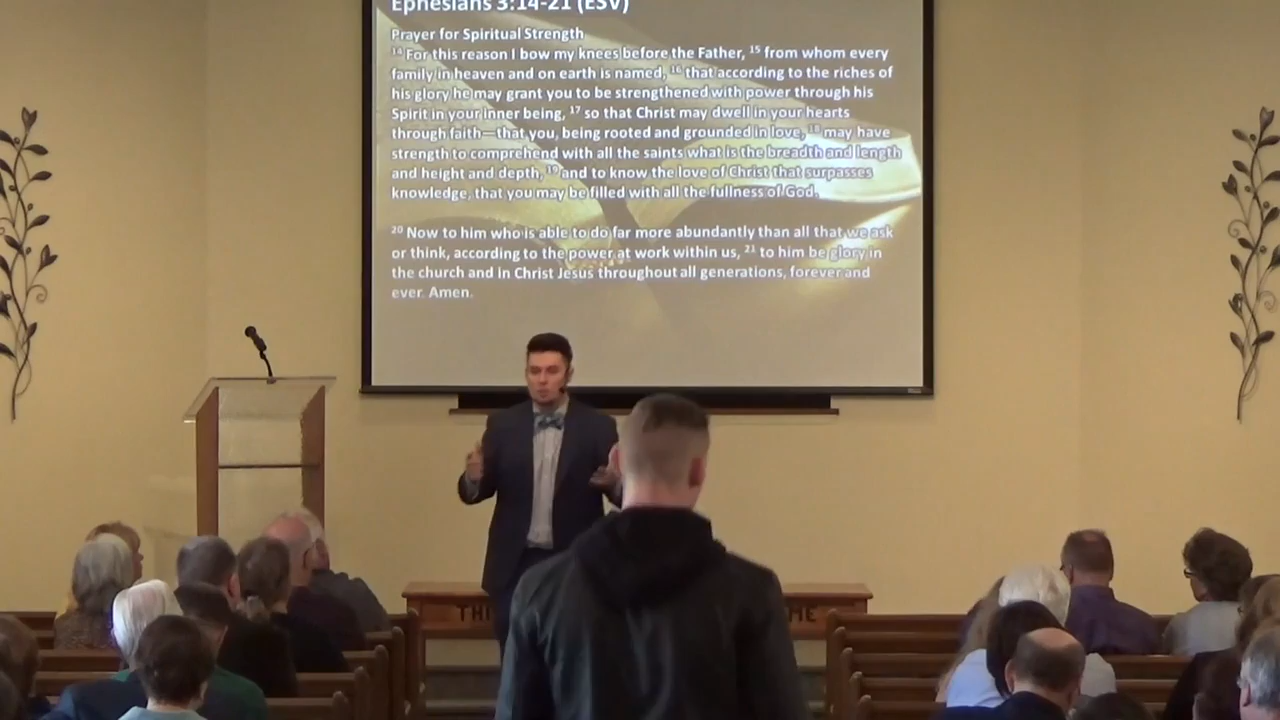 Ephesians 3:14-21 (ESV)
Prayer for Spiritual Strength
14 For this reason I bow my knees before the Father, 15 from whom every
family in heaven and on earth is named, 16 that according to the riches of
his glory he may grant you to be strengthened with power through his
Spirit in your inner being, 17 so that Christ may dwell in your hearts
through faith—that you, being rooted and grounded in love, 18 may have
strength to comprehend with all the saints what is the breadth and length
and height and depth, 19 and to know the love of Christ that surpasses
knowledge, that you may be filled with all the fullness of God.
20 Now to him who is able to do far more abundantly than all that we ask
or think, according to the power at work within us, 21 to him be glory in
the church and in Christ Jesus throughout all generations, forever and
ever. Amen.